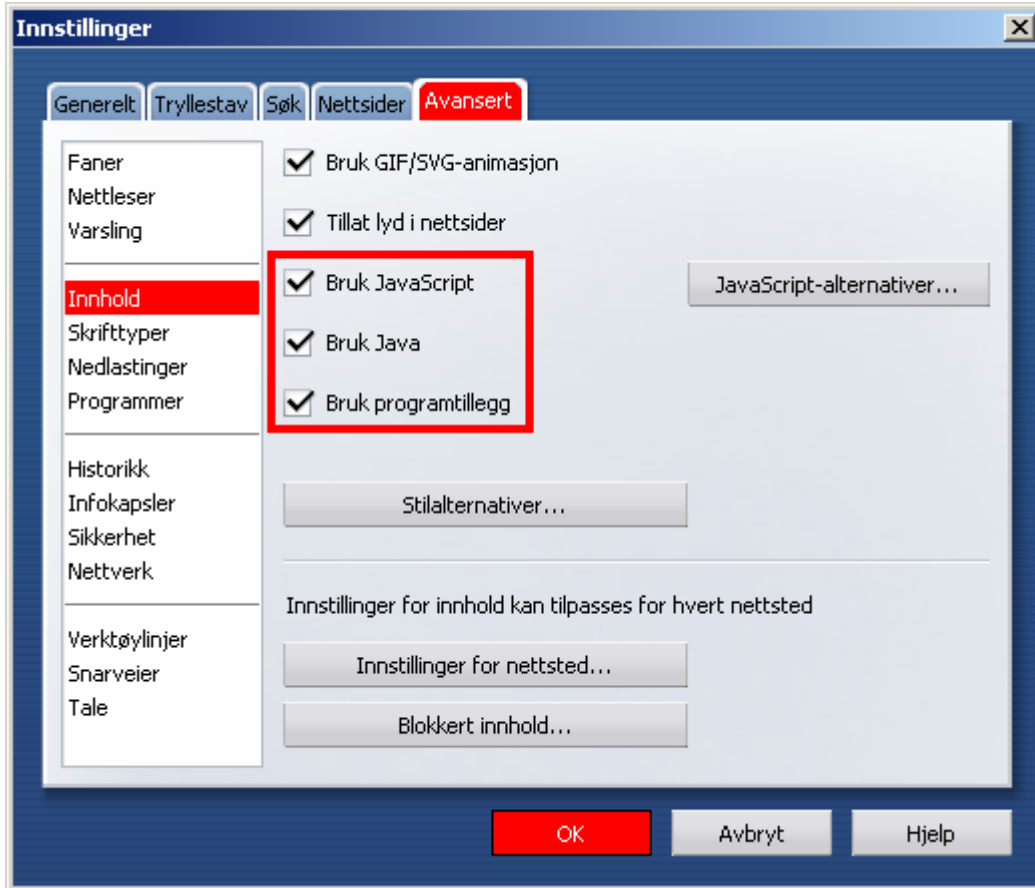 Innstillinger
Generelt Tryllestav Søk Nettsider Avansert
Faner
Nettleser
Varsling
Innhold
Skrifttyper
Nedlastinger
Programmer
Historikk
Infokapsler
Sikkerhet
Nettverk
Verktøylinjer
Snarveier
Tale
Bruk GIF/SVG-animasjon
Tillat lyd i nettsider
Bruk JavaScript
JavaScript-alternativer...
Bruk Java
Bruk programtillegg
Stilalternativer...
Innstillinger for innhold kan tilpasses for hvert nettsted
Innstillinger for nettsted...
Blokkert innhold...
OK Avbryt Hjelp